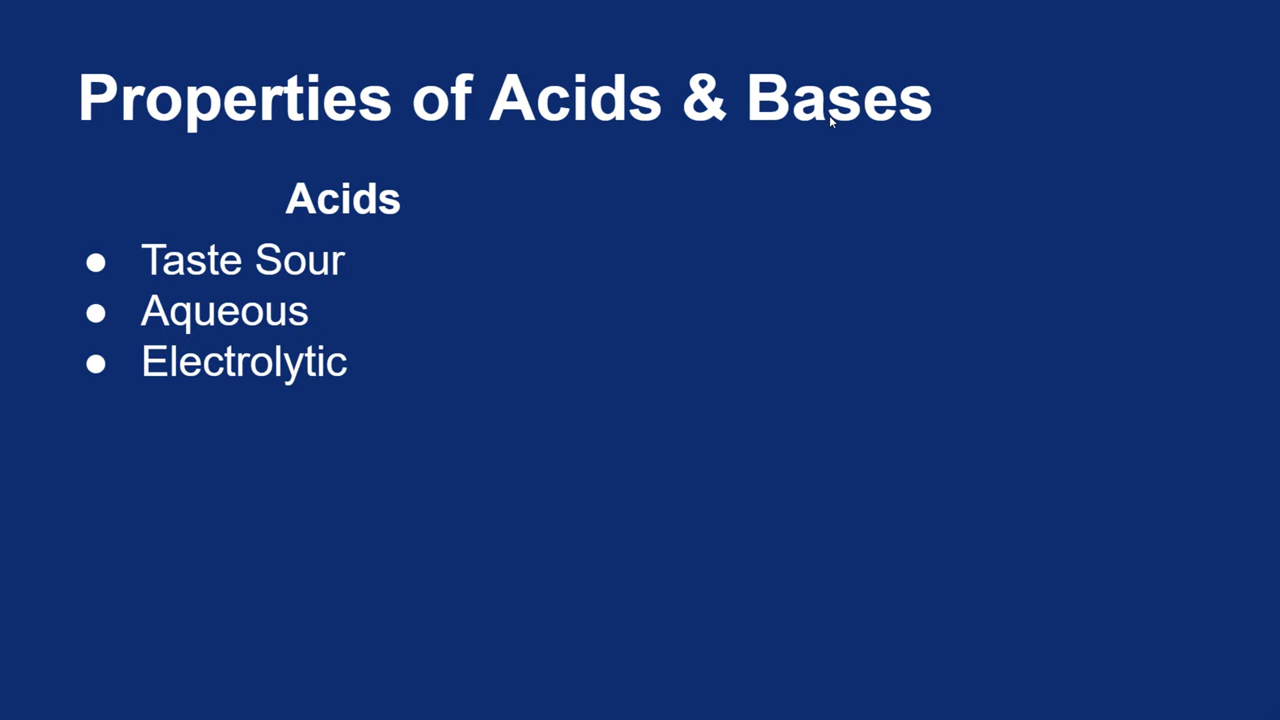 Properties of Acids & Bases
Acids
● Taste Sour
● Aqueous
● Electrolytic